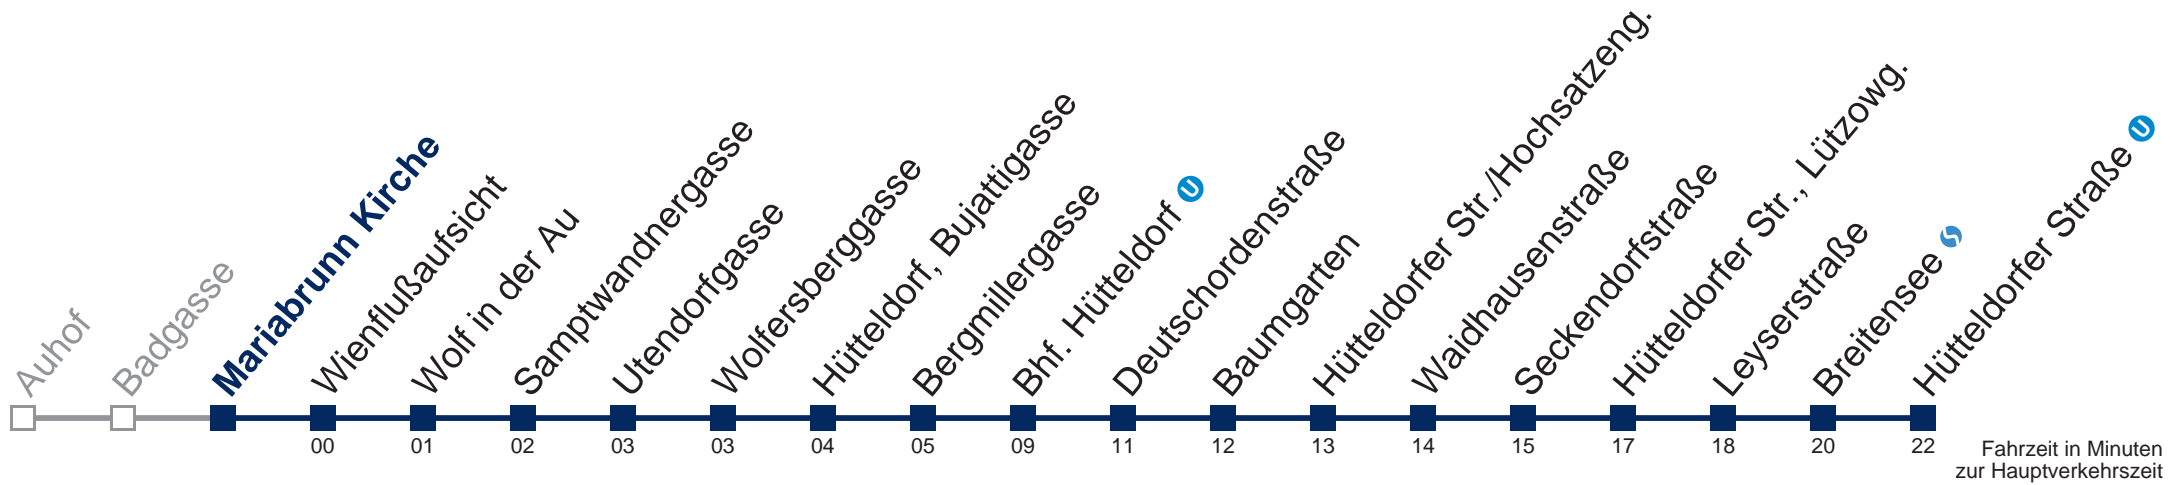 Auhof
Badgasse
Mariabrunn Kirche
Wienflußaufsicht
Wolf in der Au
Samptwandnergasse
Utendorfgasse
Wolfersberggasse
Hütteldorf, Bujattigasse
Bergmillergasse
Bhf. Hütteldorf U
Deutschordenstraße
Baumgarten
Hütteldorfer Str./Hochsatzeng.
Waidhausenstraße
Seckendorfstraße
Hütteldorfer Str., Lützowg.
Leyserstraße
Breitensee S
Hütteldorfer Straße U
00 01 02 03 03 04 05 09 11 12 13 14 15 17 18 20 22
Fahrzeit in Minuten
zur Hauptverkehrszeit